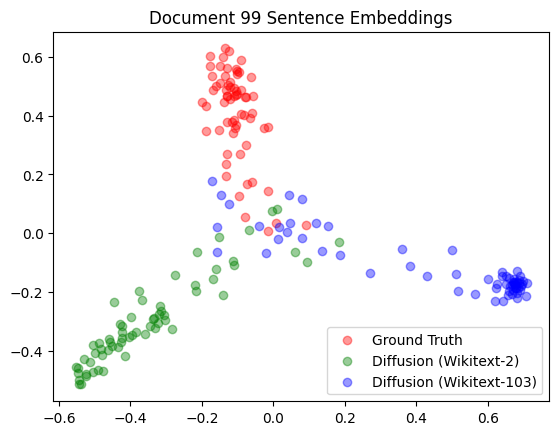 Document 99 Sentence Embeddings
0.6
0.4
0.2
0.0
−0.2
−0.4
Ground Truth
Diffusion (Wikitext-2)
Diffusion (Wikitext-103)
−0.6 −0.4 −0.2 0.0 0.2 0.4 0.6